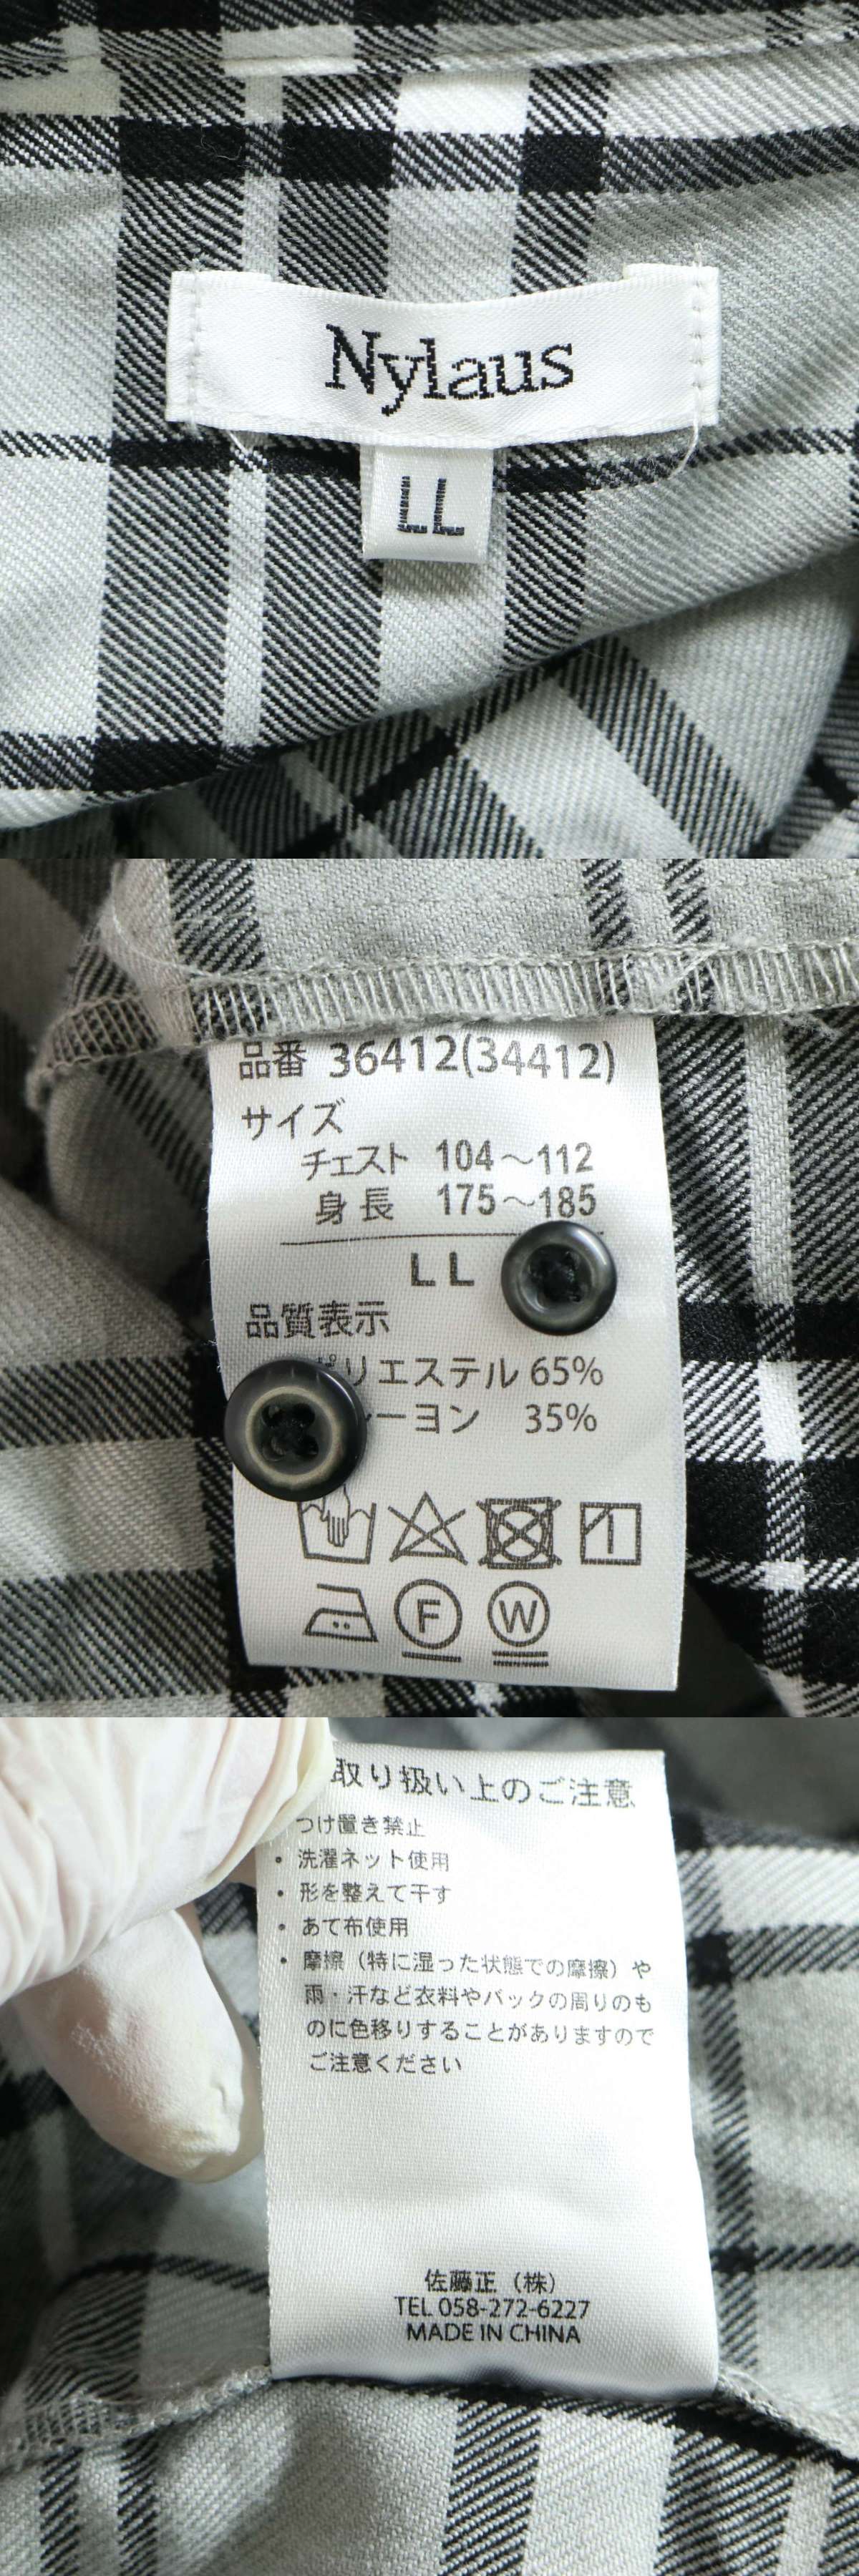 Nylaus
LL
品番 36412(34412)
サイズ
チェスト 104～112
身長 175～185
LL
品質表示
ポリエステル 65%
ーヨン 35%
F W
取り扱い上のご注意
つけ置き禁止
・洗濯ネット使用
・形を整えて干す
・あて布使用
・摩擦（特に湿った状態での摩擦）や
雨・汗など衣料やバックの周りのも
のに色移りすることがありますので
ご注意ください
佐藤正（株）
TEL 058-272-6227
MADE IN CHINA